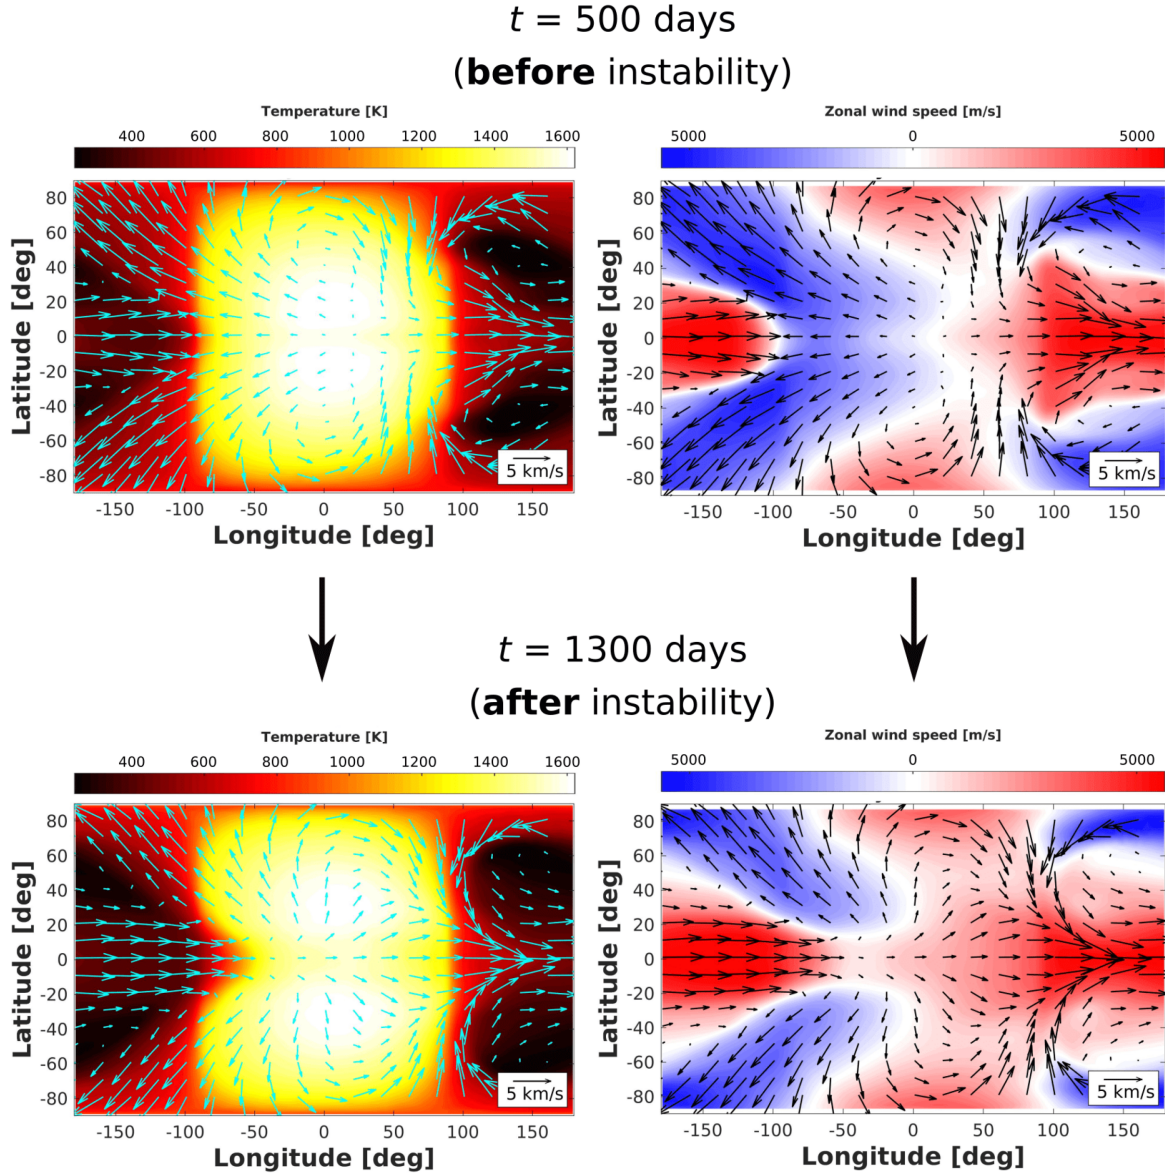 t = 500 days
(before instability)
Temperature [K]
400 600 800 1000 1200 1400 1600
80
60
40
20
0
-20
-40
-60
-80
Latitude [deg]
5 km/s
-150 -100 -50 0 50 100 150
Longitude [deg]
Zonal wind speed [m/s]
5000 0 5000
80
60
40
20
0
-20
-40
-60
-80
Latitude [deg]
5 km/s
-150 -100 -50 0 50 100 150
Longitude [deg]
t = 1300 days
(after instability)
Temperature [K]
400 600 800 1000 1200 1400 1600
80
60
40
20
0
-20
-40
-60
-80
Latitude [deg]
5 km/s
-150 -100 -50 0 50 100 150
Longitude [deg]
Zonal wind speed [m/s]
5000 0 5000
80
60
40
20
0
-20
-40
-60
-80
Latitude [deg]
5 km/s
-150 -100 -50 0 50 100 150
Longitude [deg]